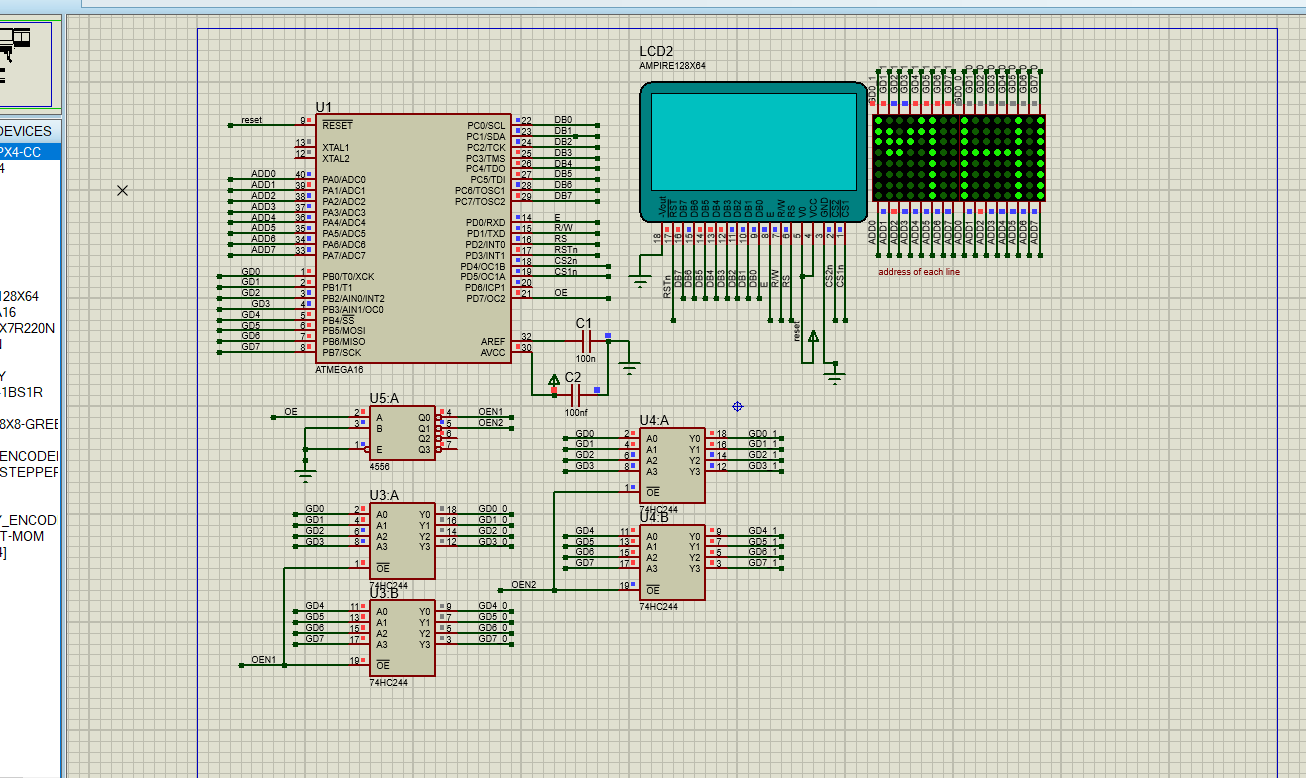 DEVICES
PX4-CC
4
128X64
A16
X7R220N
Y
-1BS1R
8X8-GREE
ENCODE
STEPPER
Y_ENCOD
T-MOM
4]
LCD2
AMPIRE128X64
-Vout
RST
DB7
DB6
DB5
DB4
DB3
DB2
DB1
DB0
E
R/W
RS
V0
VCC
GND
CS2
CS1
18
17
16
15
14
13
12
11
10
9
8
7
6
5
4
3
2
1
RSTn
DB7
DB6
DB5
DB4
DB3
DB2
DB1
DB0
E
R/W
RS
reset
CS2n
CS1n
GD0_1
GD1_1
GD2_1
GD3_1
GD4_1
GD5_1
GD6_1
GD7_1
GD0_0
GD1_0
GD2_0
GD3_0
GD4_0
GD5_0
GD6_0
GD7_0
ADD0
ADD1
ADD2
ADD3
ADD4
ADD5
ADD6
ADD7
ADD0
ADD1
ADD2
ADD3
ADD4
ADD5
ADD6
ADD7
address of each line
U1
reset 9 RESET PC0/SCL 22 DB0
PC1/SDA 23 DB1
13 XTAL1 PC2/TCK 24 DB2
12 XTAL2 PC3/TMS 25 DB3
PC4/TDO 26 DB4
ADD0 40 PA0/ADC0 PC5/TDI 27 DB5
ADD1 39 PA1/ADC1 PC6/TOSC1 28 DB6
ADD2 38 PA2/ADC2 PC7/TOSC2 29 DB7
ADD3 37 PA3/ADC3
ADD4 36 PA4/ADC4 PD0/RXD 14 E
ADD5 35 PA5/ADC5 PD1/TXD 15 R/W
ADD6 34 PA6/ADC6 PD2/INT0 16 RS
ADD7 33 PA7/ADC7 PD3/INT1 17 RSTn
PD4/OC1B 18 CS2n
GD0 1 PB0/T0/XCK PD5/OC1A 19 CS1n
GD1 2 PB1/T1 PD6/ICP1 20
GD2 3 PB2/AIN0/INT2 PD7/OC2 21 OE
GD3 4 PB3/AIN1/OC0
GD4 5 PB4/SS
GD5 6 PB5/MOSI
GD6 7 PB6/MISO AREF 32
GD7 8 PB7/SCK AVCC 30
ATMEGA16
C1
100n
C2
100nf
U5:A
OE 2 A Q0 4 OEN1
3 B Q1 5 OEN2
Q2 6
1 E Q3 7
4556
U3:A
GD0 2 A0 Y0 18 GD0_0
GD1 4 A1 Y1 16 GD1_0
GD2 6 A2 Y2 14 GD2_0
GD3 8 A3 Y3 12 GD3_0
1 OE
74HC244
U3:B
GD4 11 A0 Y0 9 GD4_0
GD5 13 A1 Y1 7 GD5_0
GD6 15 A2 Y2 5 GD6_0
GD7 17 A3 Y3 3 GD7_0
OEN1 19 OE
74HC244
U4:A
GD0 2 A0 Y0 18 GD0_1
GD1 4 A1 Y1 16 GD1_1
GD2 6 A2 Y2 14 GD2_1
GD3 8 A3 Y3 12 GD3_1
1 OE
74HC244
U4:B
GD4 11 A0 Y0 9 GD4_1
GD5 13 A1 Y1 7 GD5_1
GD6 15 A2 Y2 5 GD6_1
GD7 17 A3 Y3 3 GD7_1
OEN2 19 OE
74HC244